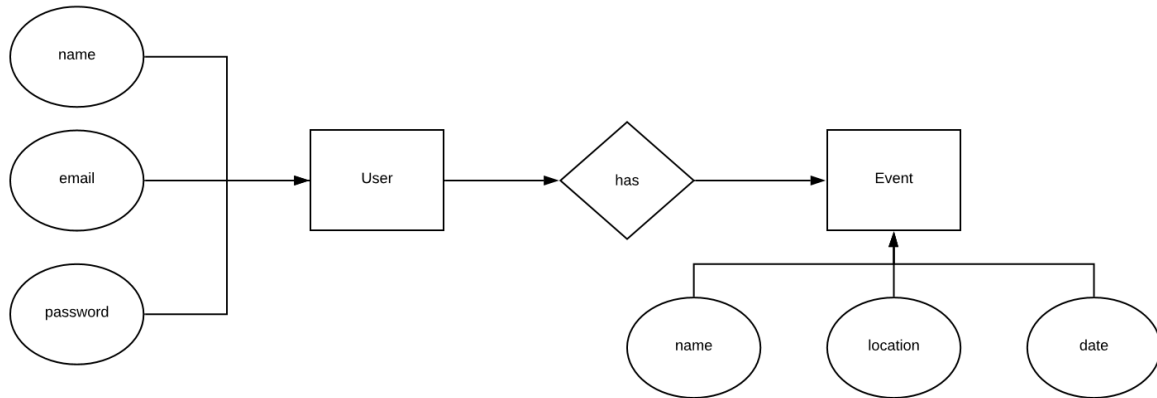 name
email
password
User
has
Event
name
location
date